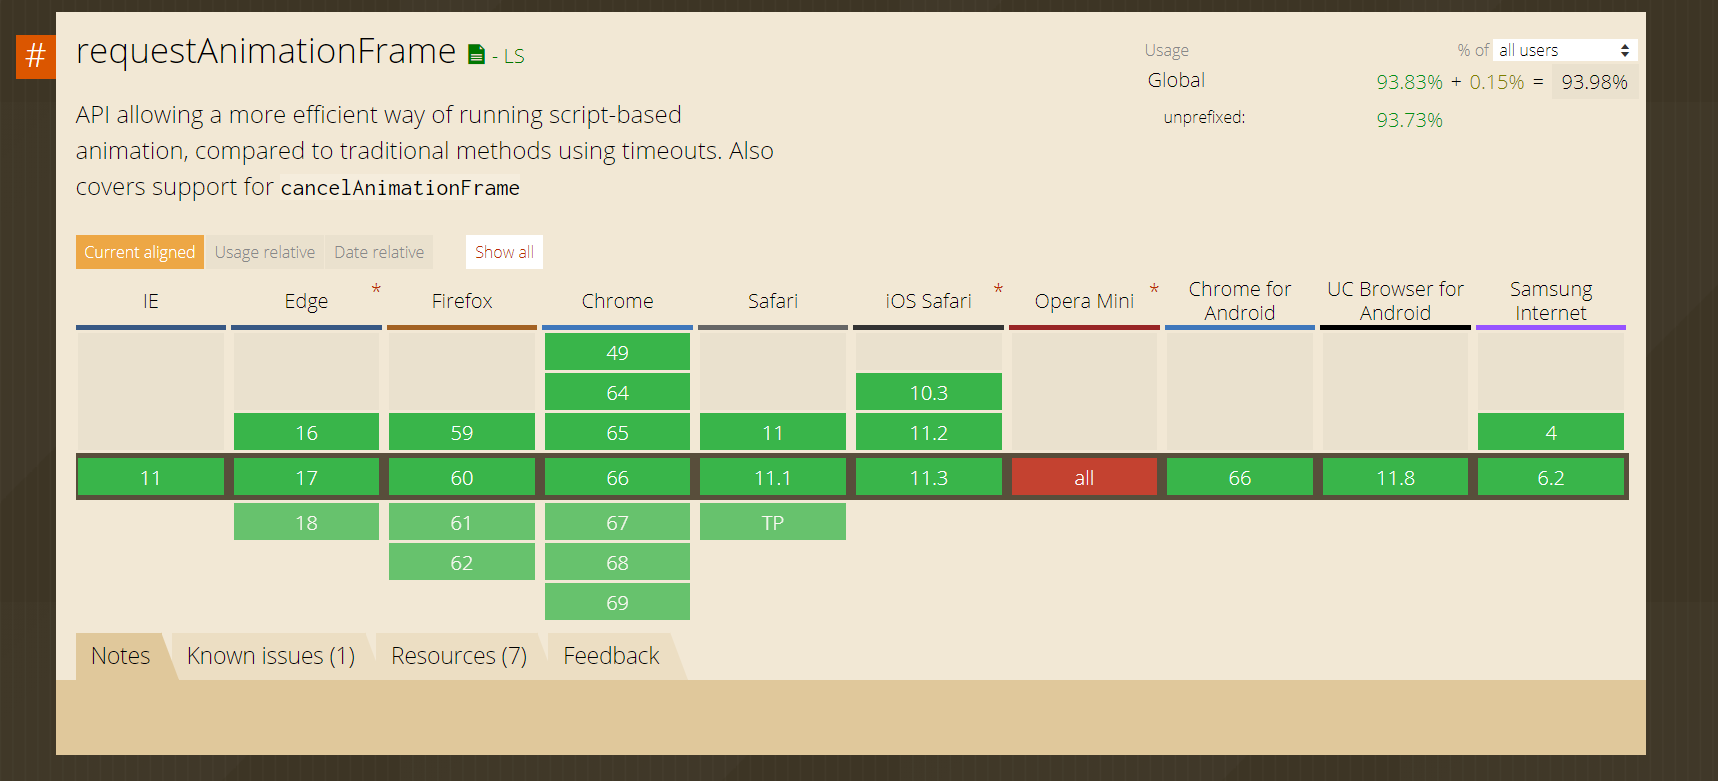 #
requestAnimationFrame - LS
Usage % of all users
Global 93.83% + 0.15% = 93.98%
unprefixed: 93.73%
API allowing a more efficient way of running script-based
animation, compared to traditional methods using timeouts. Also
covers support for cancelAnimationFrame
Current aligned Usage relative Date relative Show all
IE Edge * Firefox Chrome Safari iOS Safari * Opera Mini * Chrome for Android UC Browser for Android Samsung Internet
49
64 10.3
16 59 65 11 11.2 4
11 17 60 66 11.1 11.3 all 66 11.8 6.2
18 61 67 TP
62 68
69
Notes Known issues (1) Resources (7) Feedback